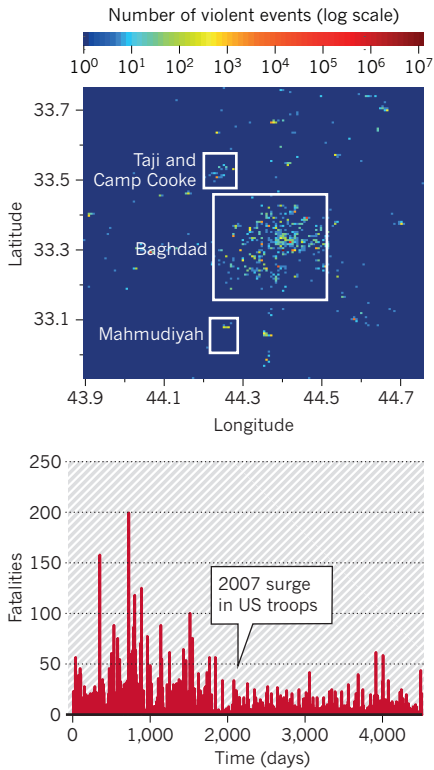 Number of violent events (log scale)
10⁰ 10¹ 10² 10³ 10⁴ 10⁵ 10⁶ 10⁷
33.7
Taji and
Camp Cooke
33.5
Latitude
Baghdad
33.3
33.1
Mahmudiyah
43.9 44.1 44.3 44.5 44.7
Longitude
250
200
150
Fatalities
2007 surge
in US troops
100
50
0
0 1,000 2,000 3,000 4,000
Time (days)